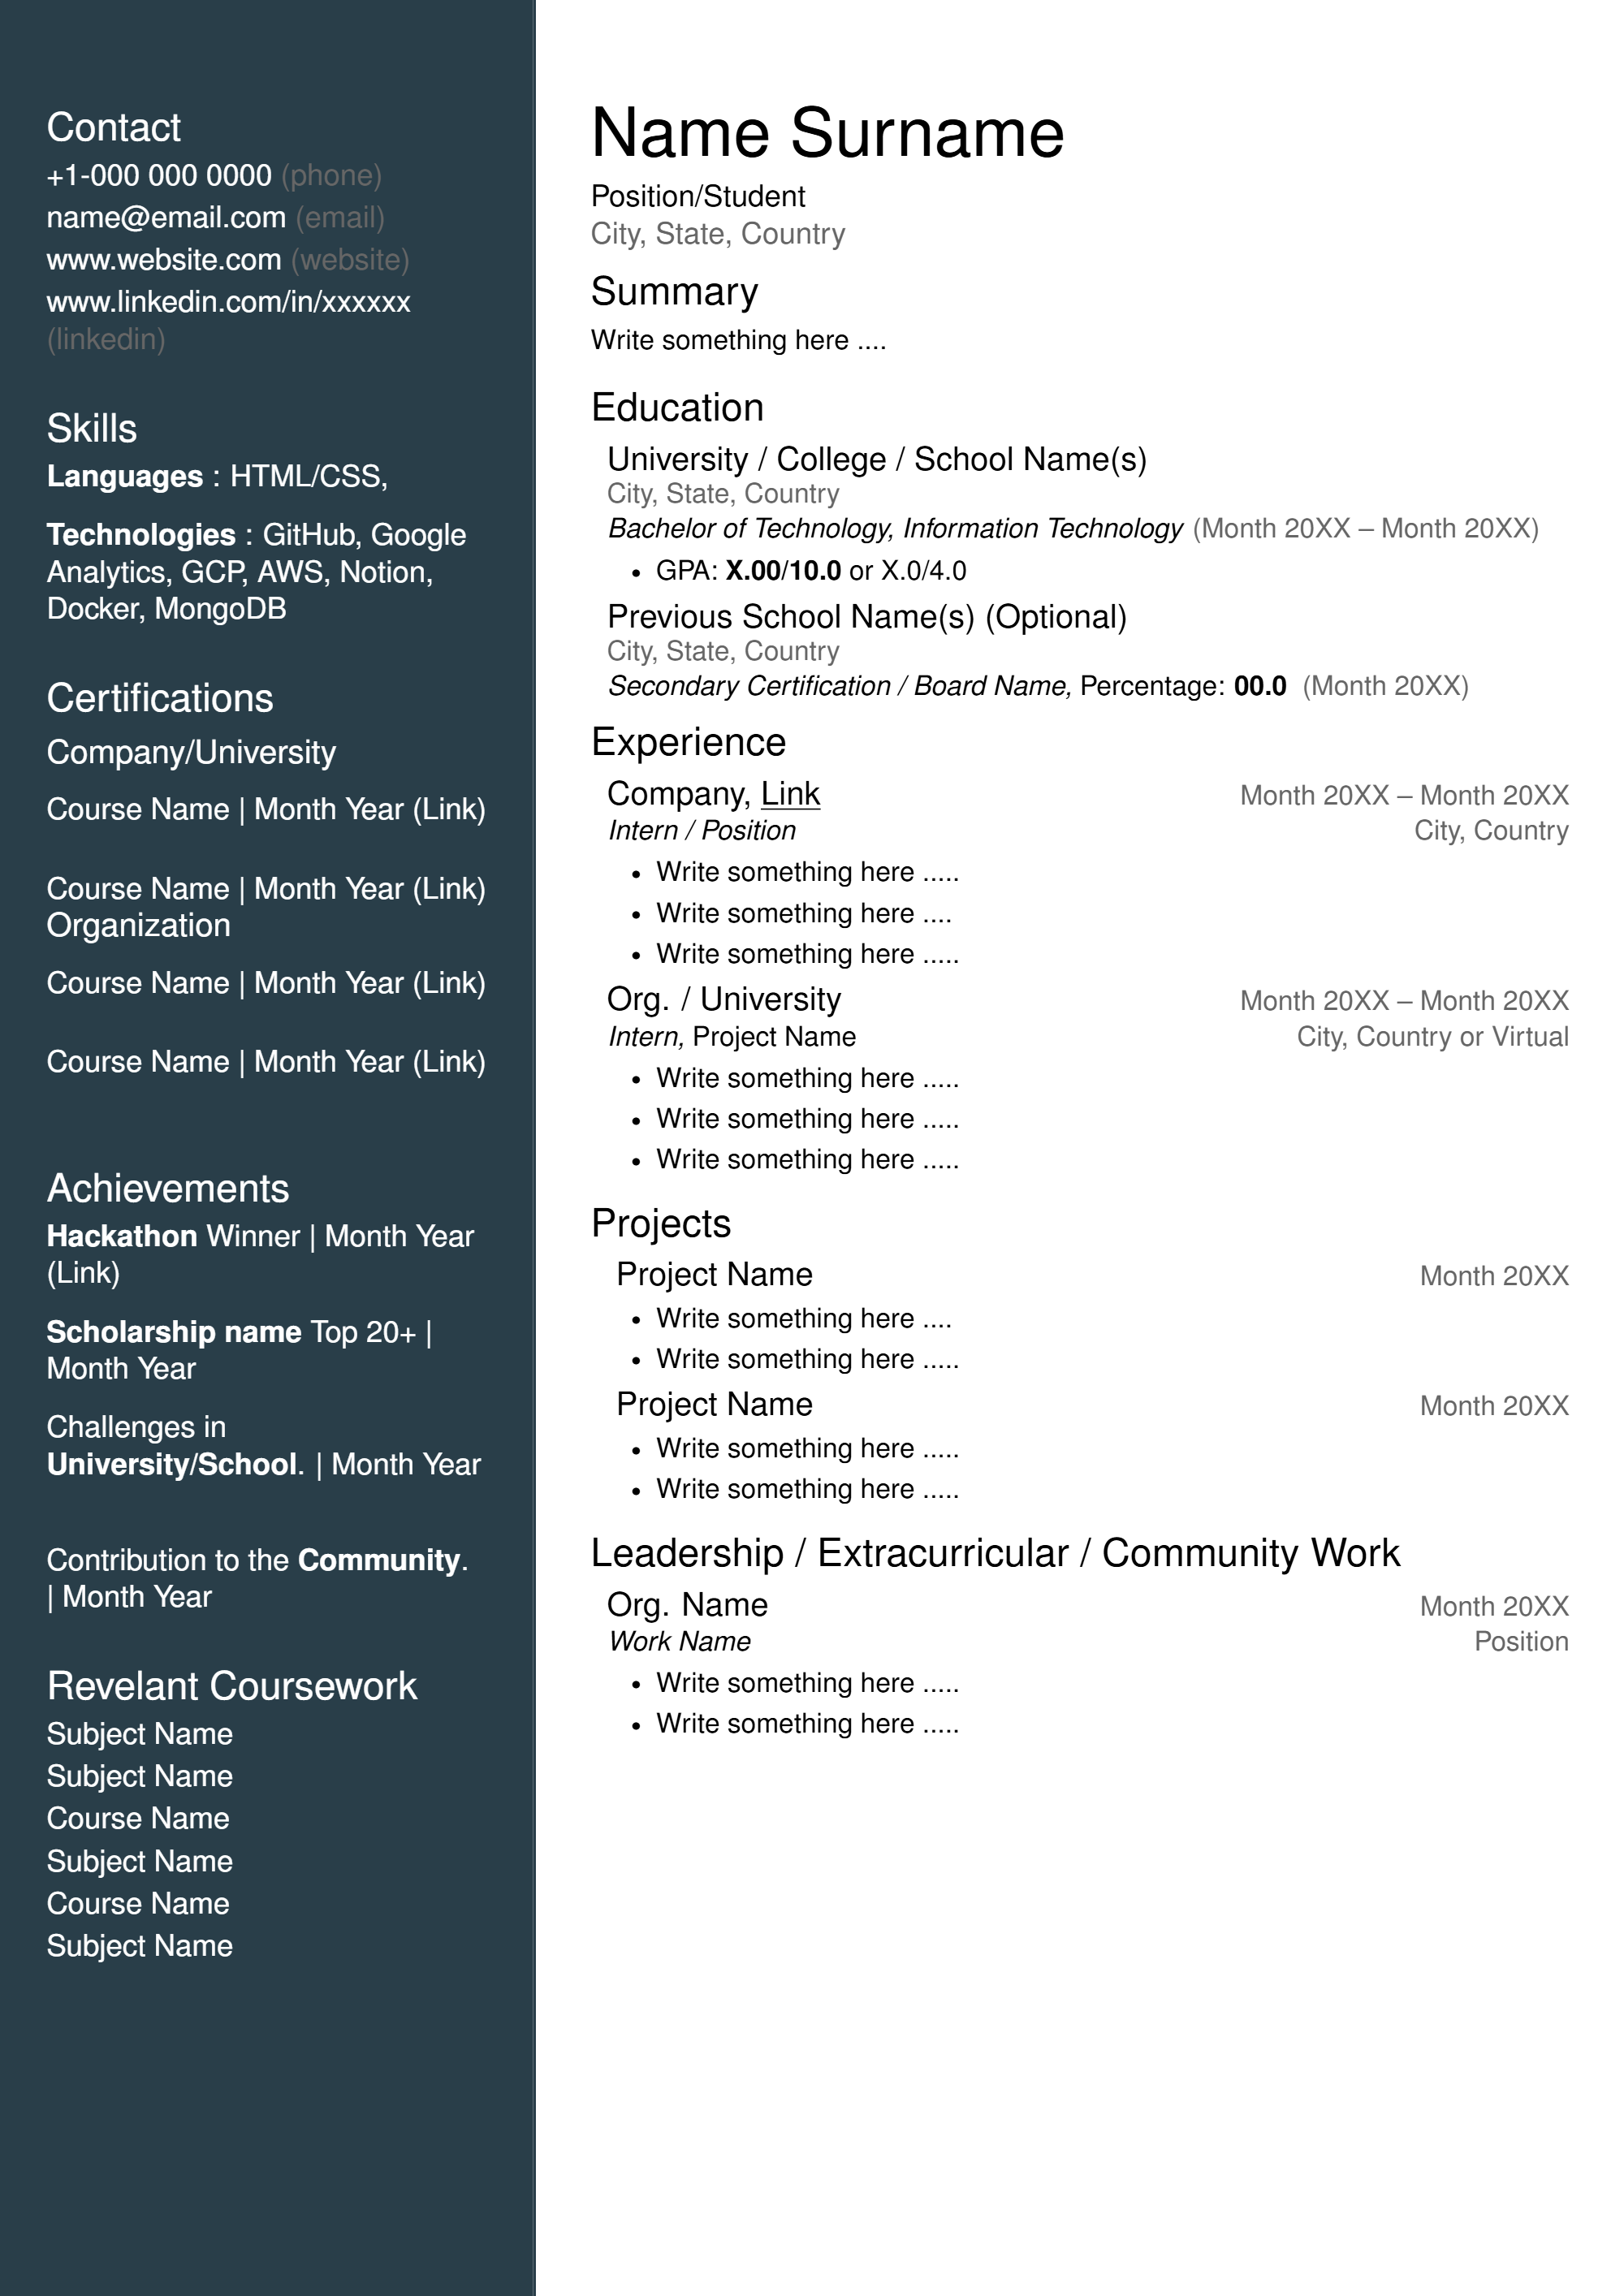 Contact
+1-000 000 0000 (phone)
name@email.com (email)
www.website.com (website)
www.linkedin.com/in/xxxxxx
(linkedin)
Skills
Languages : HTML/CSS,
Technologies : GitHub, Google
Analytics, GCP, AWS, Notion,
Docker, MongoDB
Certifications
Company/University
Course Name | Month Year (Link)
Course Name | Month Year (Link)
Organization
Course Name | Month Year (Link)
Course Name | Month Year (Link)
Achievements
Hackathon Winner | Month Year
(Link)
Scholarship name Top 20+ |
Month Year
Challenges in
University/School. | Month Year
Contribution to the Community.
| Month Year
Revelant Coursework
Subject Name
Subject Name
Course Name
Subject Name
Course Name
Subject Name
Name Surname
Position/Student
City, State, Country
Summary
Write something here ....
Education
University / College / School Name(s)
City, State, Country
Bachelor of Technology, Information Technology (Month 20XX – Month 20XX)
• GPA: X.00/10.0 or X.0/4.0
Previous School Name(s) (Optional)
City, State, Country
Secondary Certification / Board Name, Percentage: 00.0 (Month 20XX)
Experience
Company, Link Month 20XX – Month 20XX
Intern / Position City, Country
• Write something here .....
• Write something here ....
• Write something here .....
Org. / University Month 20XX – Month 20XX
Intern, Project Name City, Country or Virtual
• Write something here .....
• Write something here .....
• Write something here .....
Projects
Project Name Month 20XX
• Write something here ....
• Write something here .....
Project Name Month 20XX
• Write something here .....
• Write something here .....
Leadership / Extracurricular / Community Work
Org. Name Month 20XX
Work Name Position
• Write something here .....
• Write something here .....